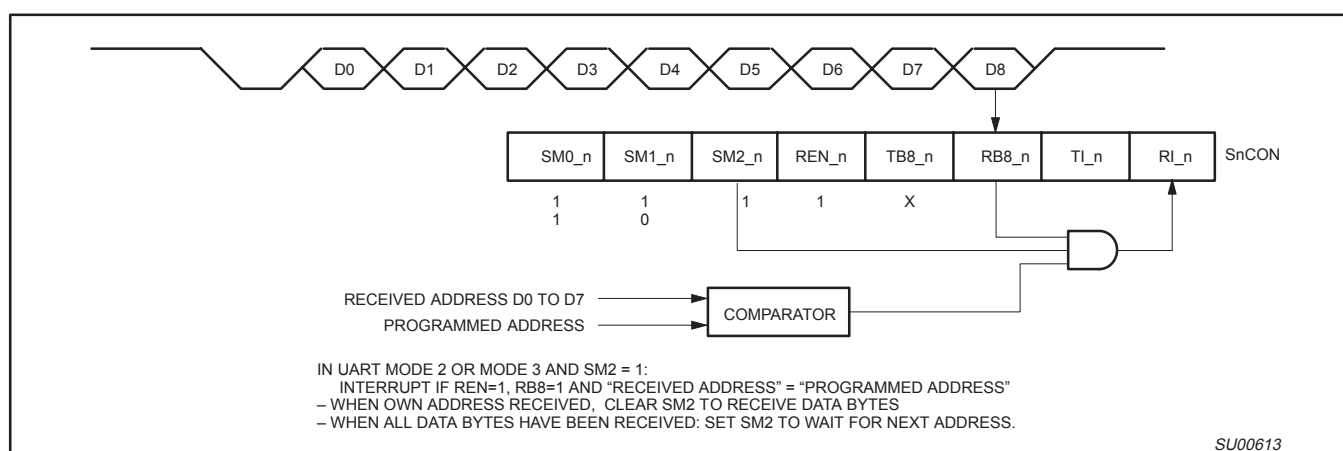 D0 D1 D2 D3 D4 D5 D6 D7 D8
SM0_n SM1_n SM2_n REN_n TB8_n RB8_n TI_n RI_n SnCON
1 1 1 1 X
1 0
RECEIVED ADDRESS D0 TO D7
PROGRAMMED ADDRESS
COMPARATOR
IN UART MODE 2 OR MODE 3 AND SM2 = 1:
INTERRUPT IF REN=1, RB8=1 AND “RECEIVED ADDRESS” = “PROGRAMMED ADDRESS”
– WHEN OWN ADDRESS RECEIVED, CLEAR SM2 TO RECEIVE DATA BYTES
– WHEN ALL DATA BYTES HAVE BEEN RECEIVED: SET SM2 TO WAIT FOR NEXT ADDRESS.
SU00613